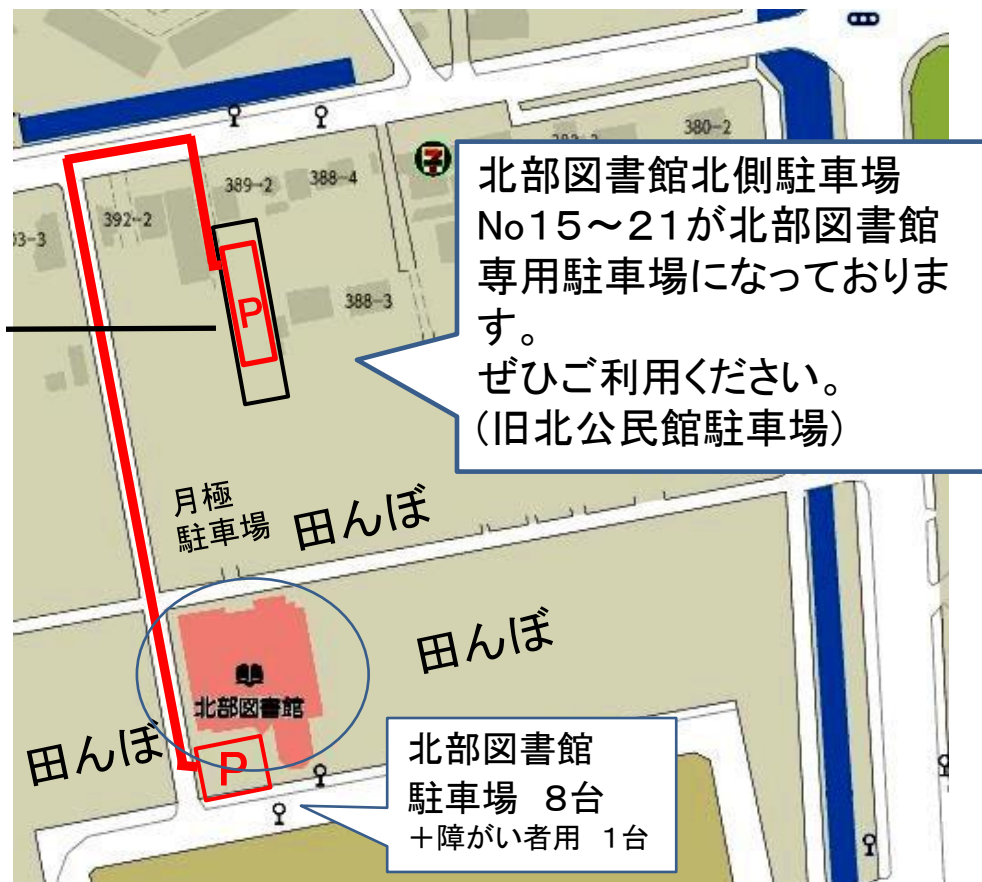 380-2
389-2
388-4
392-2
388-3
P
北部図書館北側駐車場
No15～21が北部図書館
専用駐車場になっておりま
す。
ぜひご利用ください。
(旧北公民館駐車場)
月極
駐車場
田んぼ
田んぼ
北部図書館
田んぼ
P
北部図書館
駐車場 8台
＋障がい者用 1台